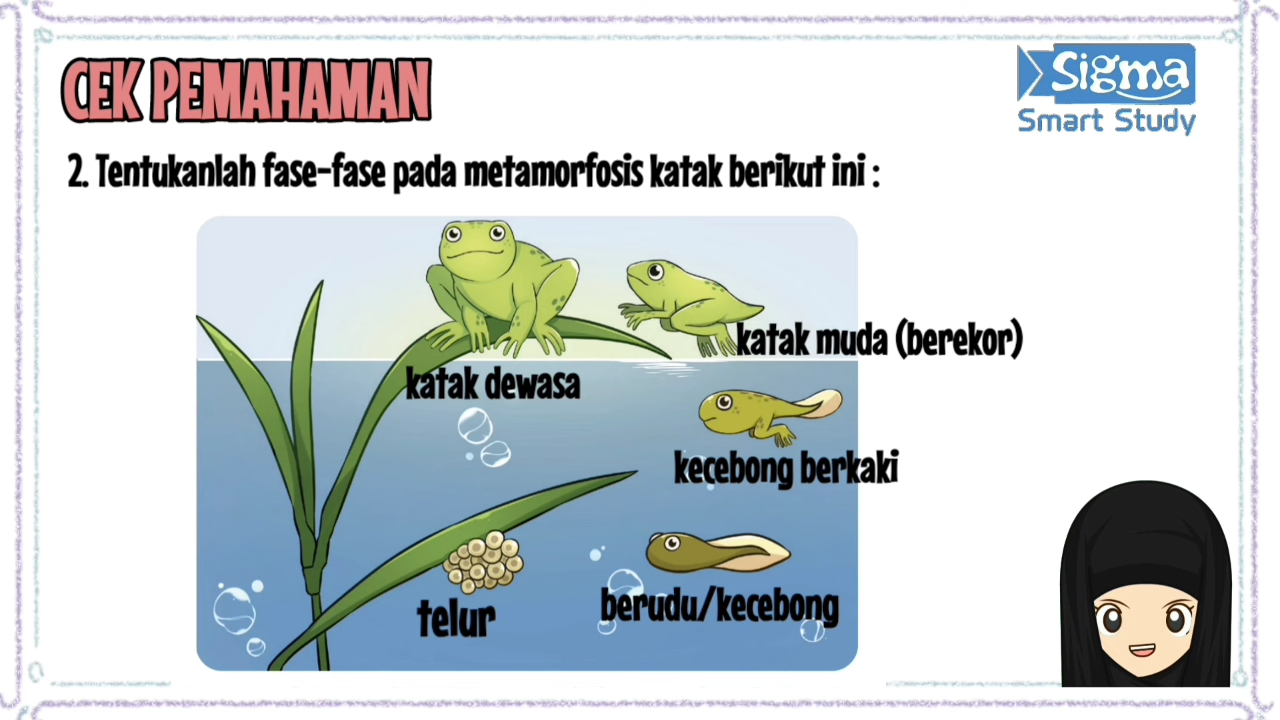 CEK PEMAHAMAN
Sigma
Smart Study
2. Tentukanlah fase-fase pada metamorfosis katak berikut ini :
katak muda (berekor)
katak dewasa
kecebong berkaki
berudu/kecebong
telur